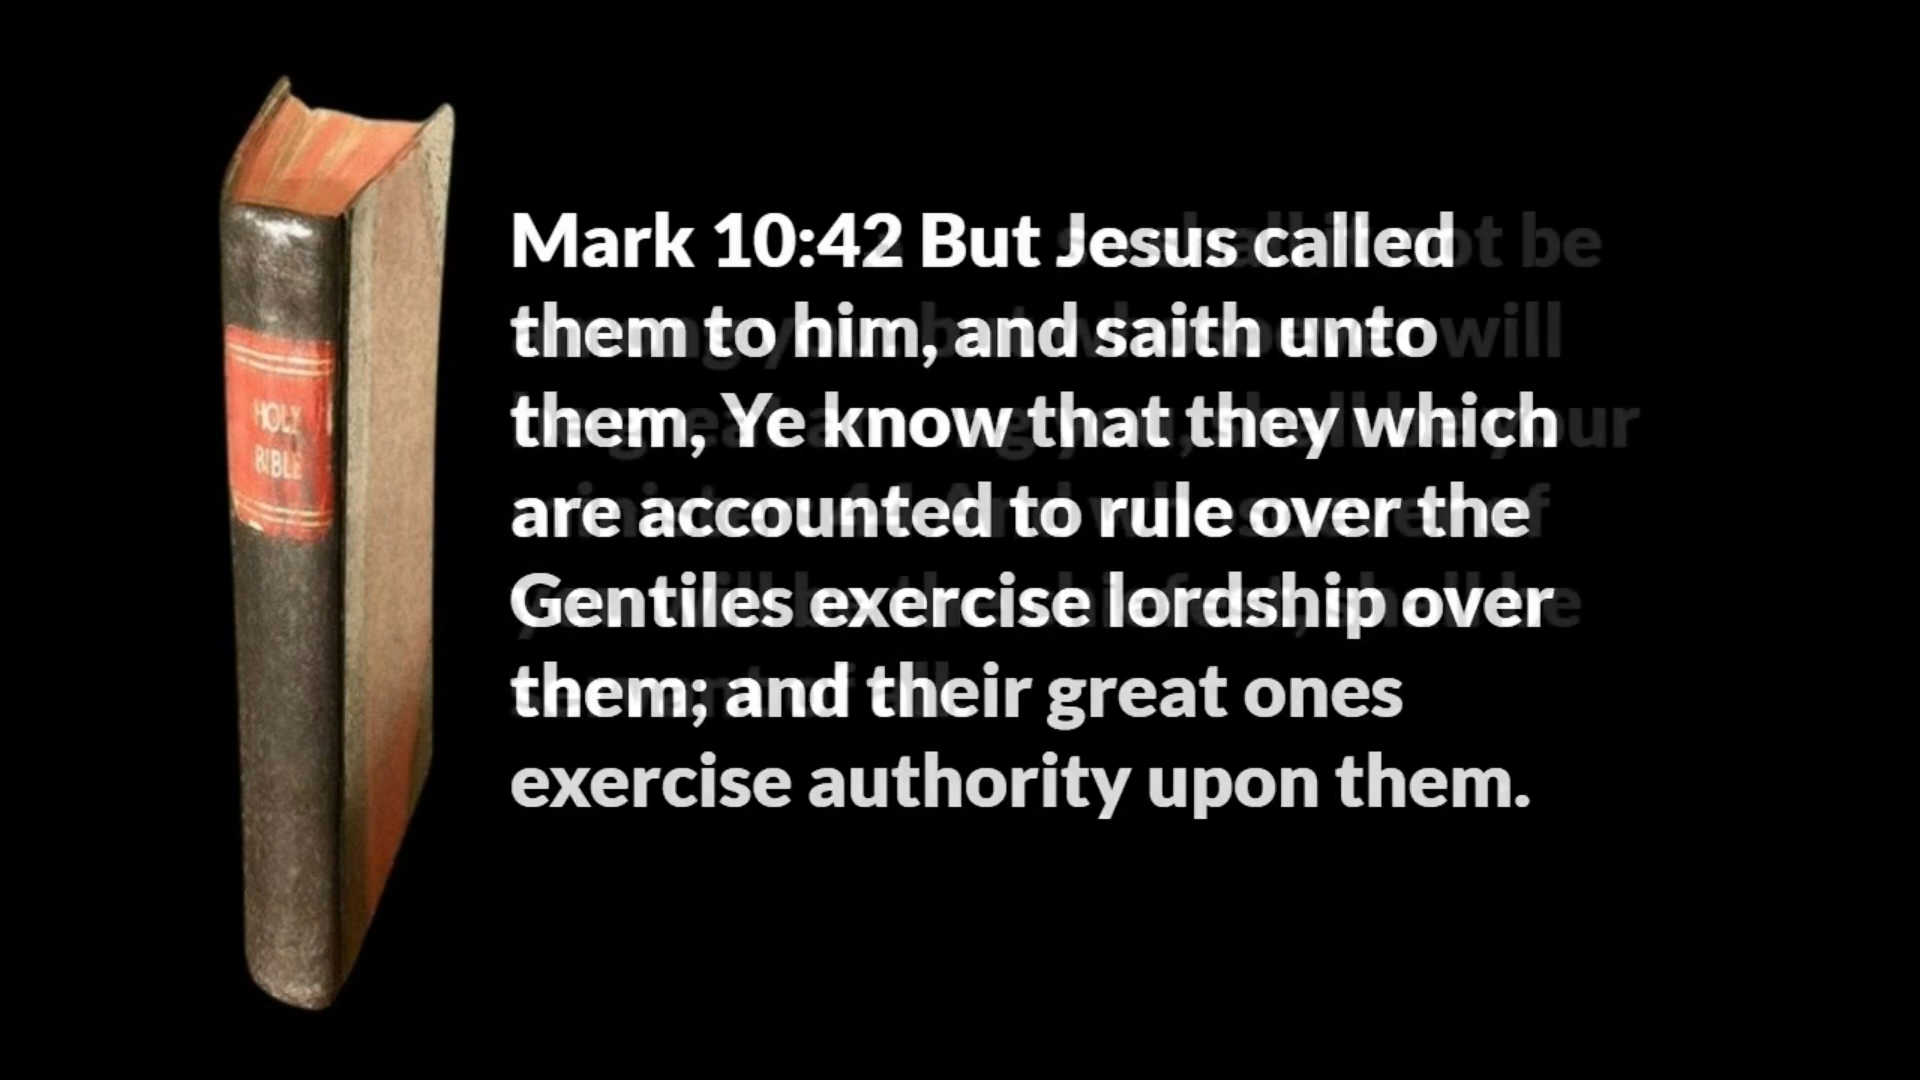 HOLY
BIBLE
Mark 10:42 But Jesus called
them to him, and saith unto
them, Ye know that they which
are accounted to rule over the
Gentiles exercise lordship over
them; and their great ones
exercise authority upon them.